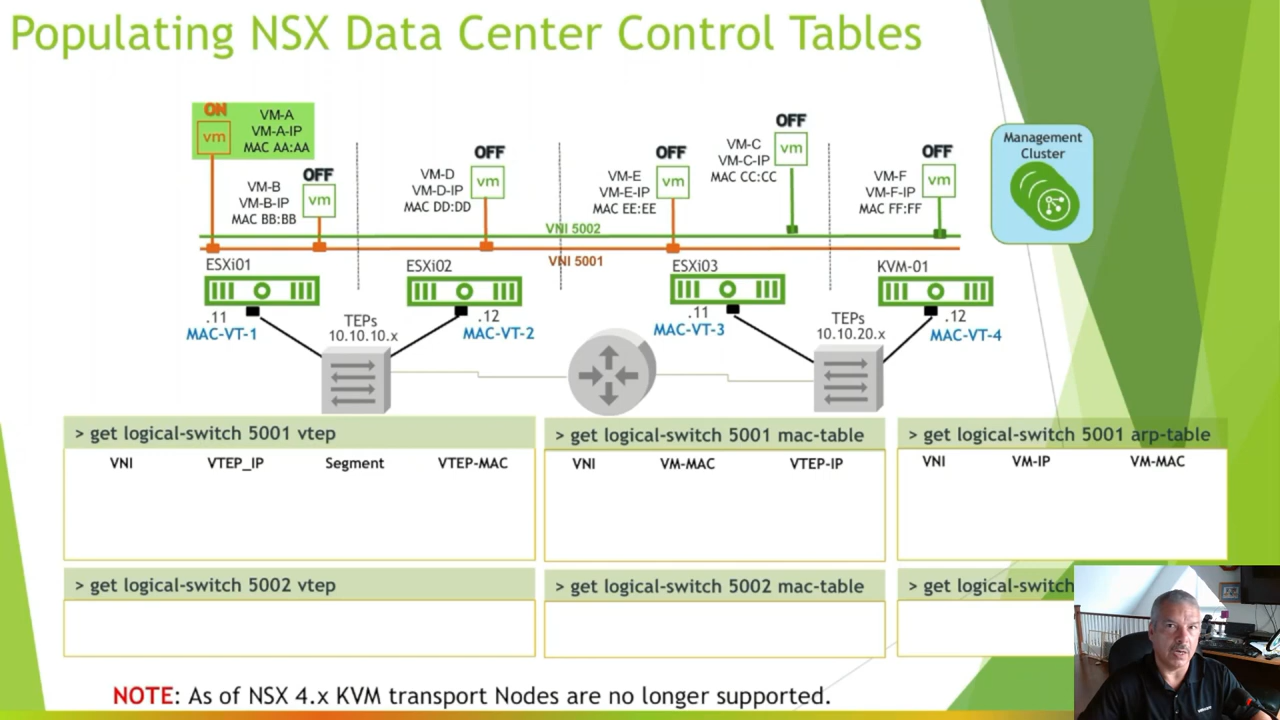 Populating NSX Data Center Control Tables
ON
vm
VM-A
VM-A-IP
MAC AA:AA
OFF
vm
VM-B
VM-B-IP
MAC BB:BB
OFF
vm
VM-D
VM-D-IP
MAC DD:DD
OFF
vm
VM-E
VM-E-IP
MAC EE:EE
OFF
vm
VM-C
VM-C-IP
MAC CC:CC
OFF
vm
VM-F
VM-F-IP
MAC FF:FF
Management
Cluster
VNI 5002
VNI 5001
ESXi01
ESXi02
ESXi03
KVM-01
.11
MAC-VT-1
TEPs
10.10.10.x
.12
MAC-VT-2
.11
MAC-VT-3
TEPs
10.10.20.x
.12
MAC-VT-4
> get logical-switch 5001 vtep
VNI VTEP_IP Segment VTEP-MAC
> get logical-switch 5001 mac-table
VNI VM-MAC VTEP-IP
> get logical-switch 5001 arp-table
VNI VM-IP VM-MAC
> get logical-switch 5002 vtep
> get logical-switch 5002 mac-table
> get logical-switch
NOTE: As of NSX 4.x KVM transport Nodes are no longer supported.